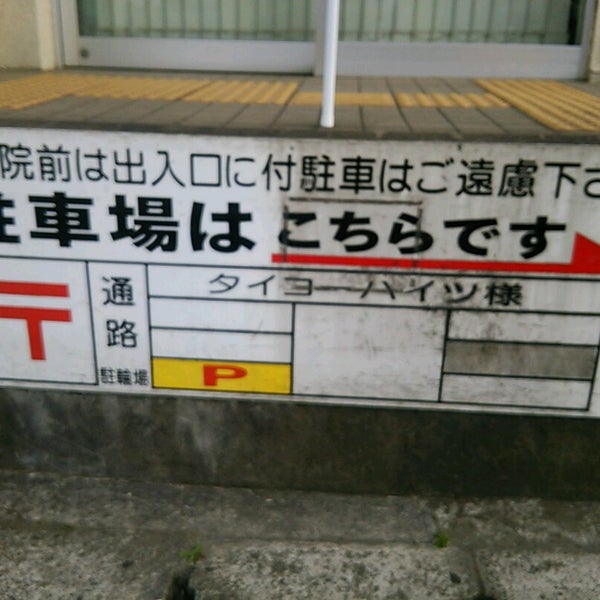 院前は出入口に付駐車はご遠慮下さ
駐車場はこちらです
〒
通路
駐輪場
タイヨーハイツ様
P